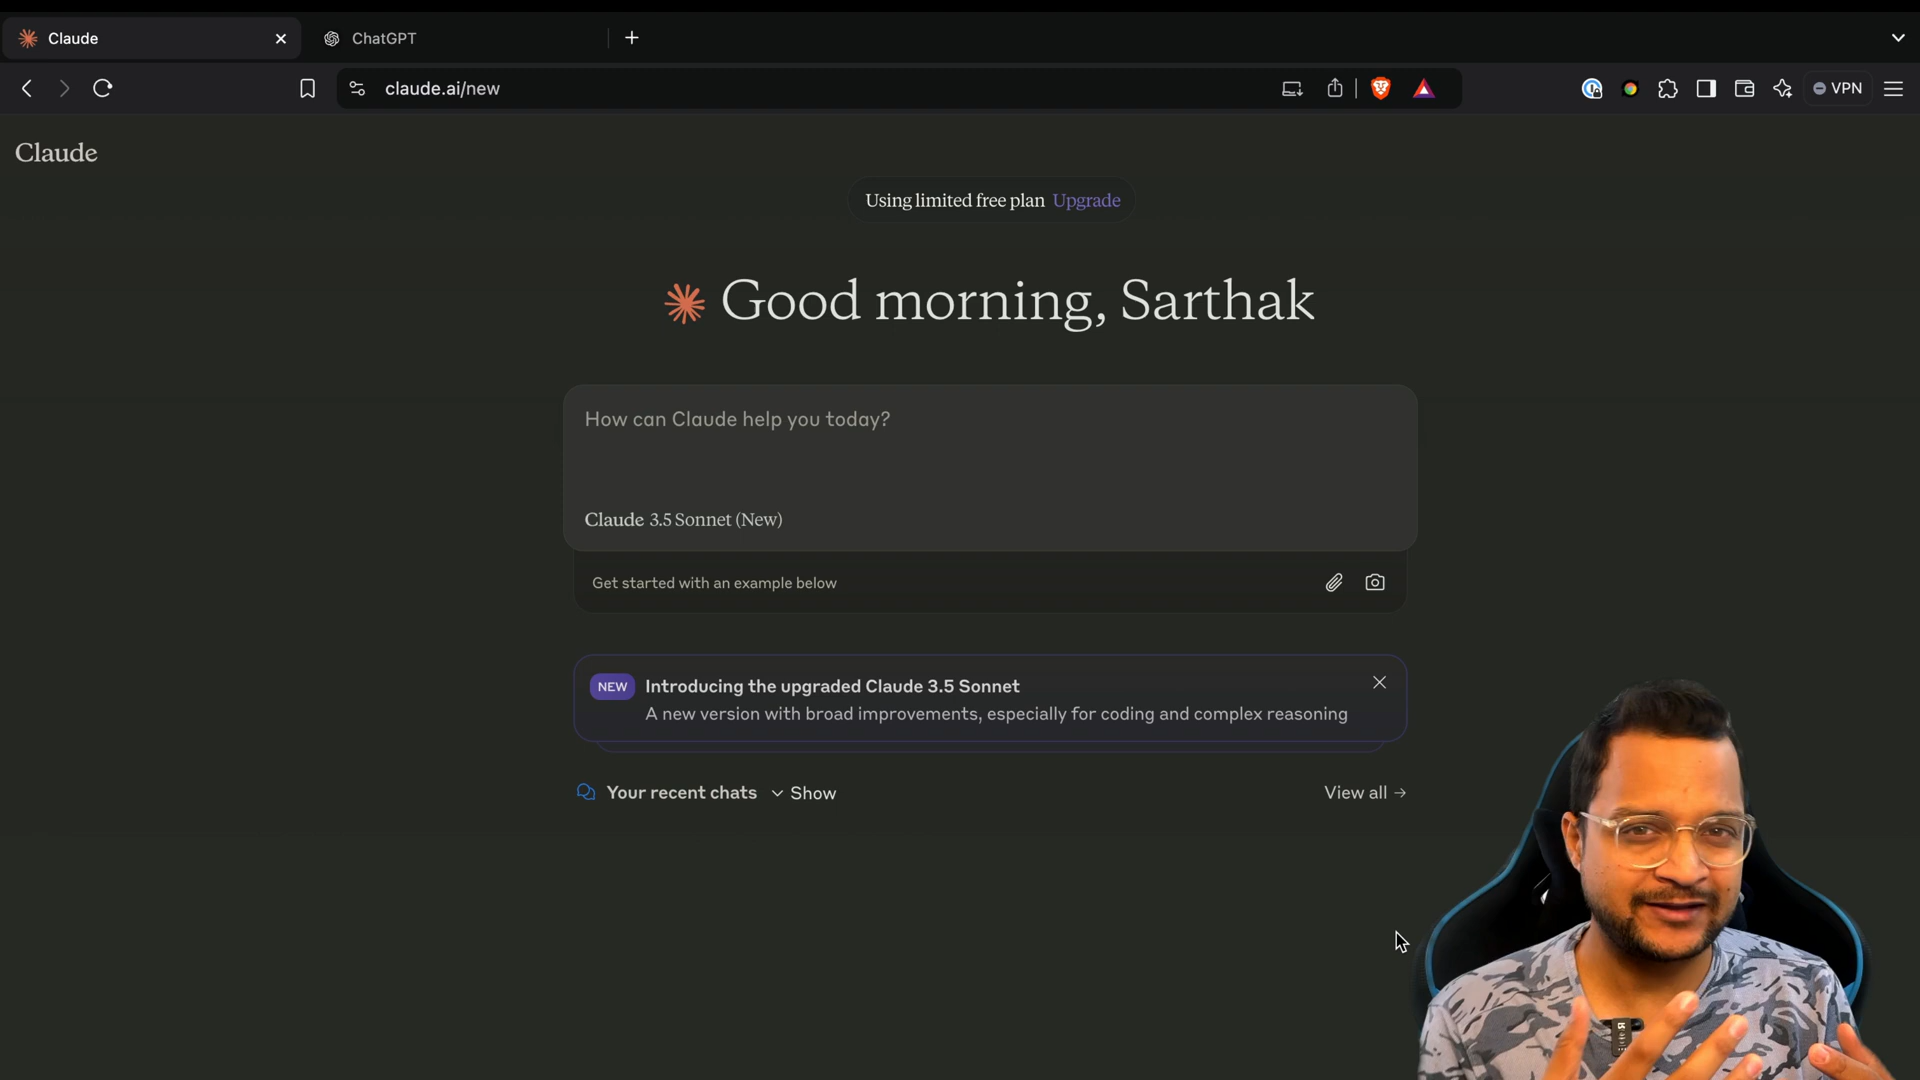 Claude
ChatGPT
claude.ai/new
VPN
Claude
Using limited free plan Upgrade
Good morning, Sarthak
How can Claude help you today?
Claude 3.5 Sonnet (New)
Get started with an example below
NEW Introducing the upgraded Claude 3.5 Sonnet
A new version with broad improvements, especially for coding and complex reasoning
Your recent chats Show
View all →